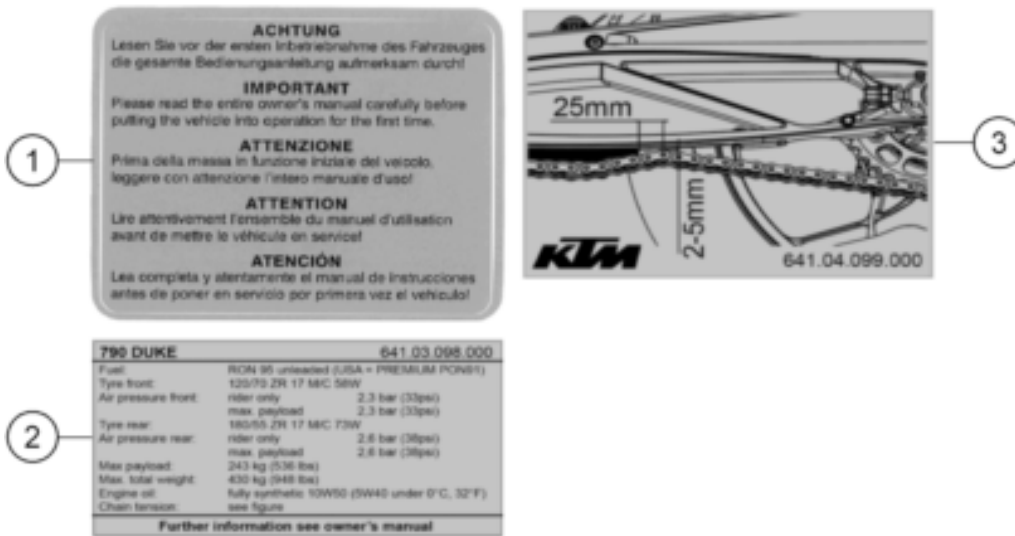 1
ACHTUNG
Lesen Sie vor der ersten Inbetriebnahme des Fahrzeuges
die gesamte Bedienungsanleitung aufmerksam durch!
IMPORTANT
Please read the entire owner's manual carefully before
putting the vehicle into operation for the first time.
ATTENZIONE
Prima della massa in funzione iniziale del veicolo,
leggere con attenzione l'intero manuale d'uso!
ATTENTION
Lire attentivement l'ensemble du manuel d'utilisation
avant de mettre le véhicule en service!
ATENCIÓN
Lea completa y atentamente el manual de instrucciones
antes de poner en servicio por primera vez el vehiculo!
3
25mm
2-5mm
KTM
641.04.099.000
2
790 DUKE 641.03.098.000
Fuel: RON 95 unleaded (USA = PREMIUM PON91)
Tyre front: 120/70 ZR 17 M/C 58W
Air pressure front: rider only 2,3 bar (33psi)
max. payload 2,3 bar (33psi)
Tyre rear: 180/55 ZR 17 M/C 73W
Air pressure rear: rider only 2,6 bar (38psi)
max. payload 2,6 bar (38psi)
Max payload: 243 kg (536 lbs)
Max. total weight: 430 kg (948 lbs)
Engine oil: fully synthetic 10W50 (5W40 under 0°C, 32°F)
Chain tension: see figure
Further information see owner's manual